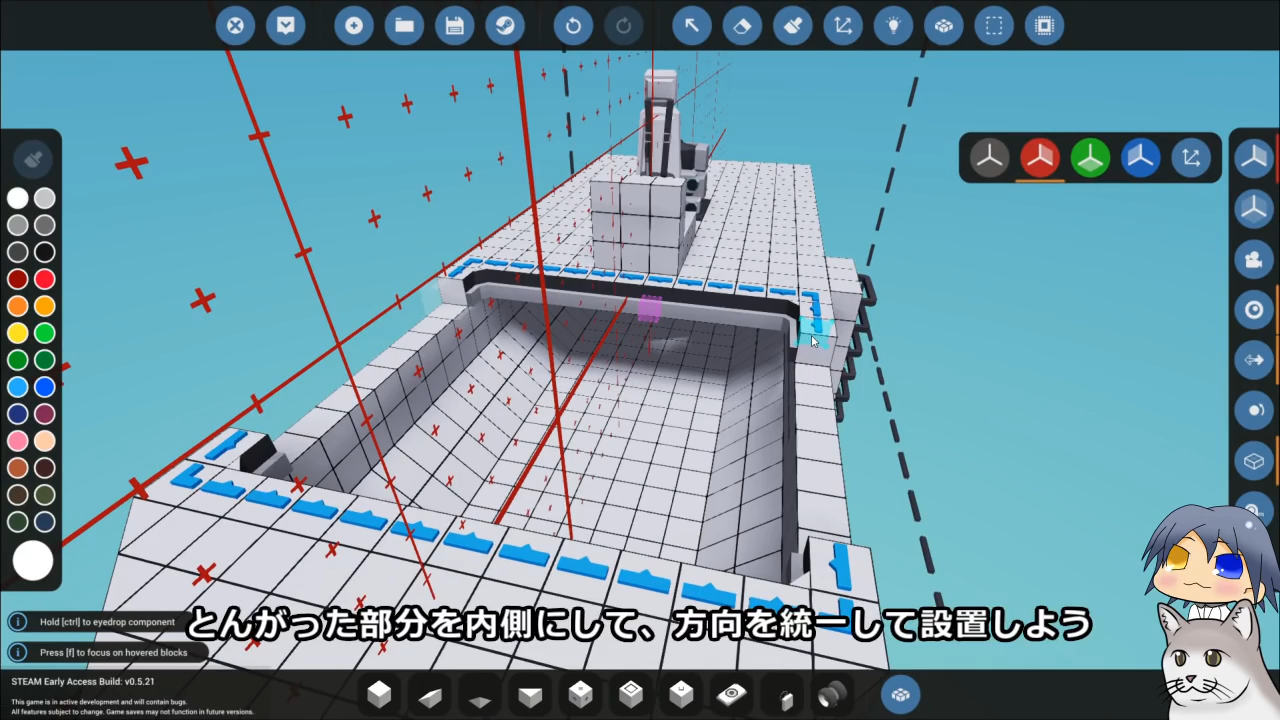 とんがった部分を内側にして、方向を統一して設置しよう
Hold [ctrl] to eyedrop component
Press [f] to focus on hovered blocks
STEAM Early Access Build: v0.5.21
This game is in active development and will contain bugs.
All features subject to change. Game saves may not function in future versions.